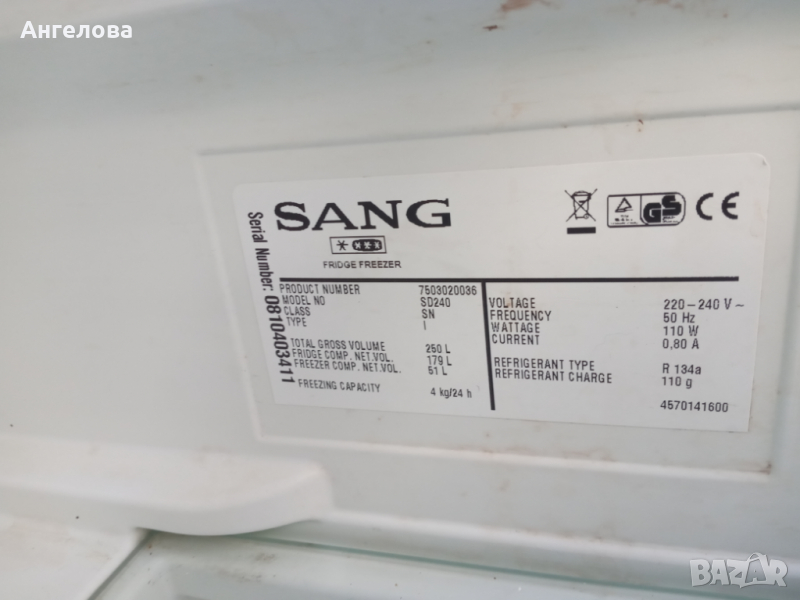 Ангелова
SANG
FRIDGE FREEZER
Serial Number: 0810403411
PRODUCT NUMBER 7503020036
MODEL NO SD240
CLASS SN
TYPE I
TOTAL GROSS VOLUME 250 L
FRIDGE COMP. NET.VOL. 179 L
FREEZER COMP. NET.VOL. 61 L
FREEZING CAPACITY 4 kg/24 h
GS CE
VOLTAGE 220-240 V~
FREQUENCY 50 Hz
WATTAGE 110 W
CURRENT 0,80 A
REFRIGERANT TYPE R 134a
REFRIGERANT CHARGE 110 g
4570141600
BAZAR